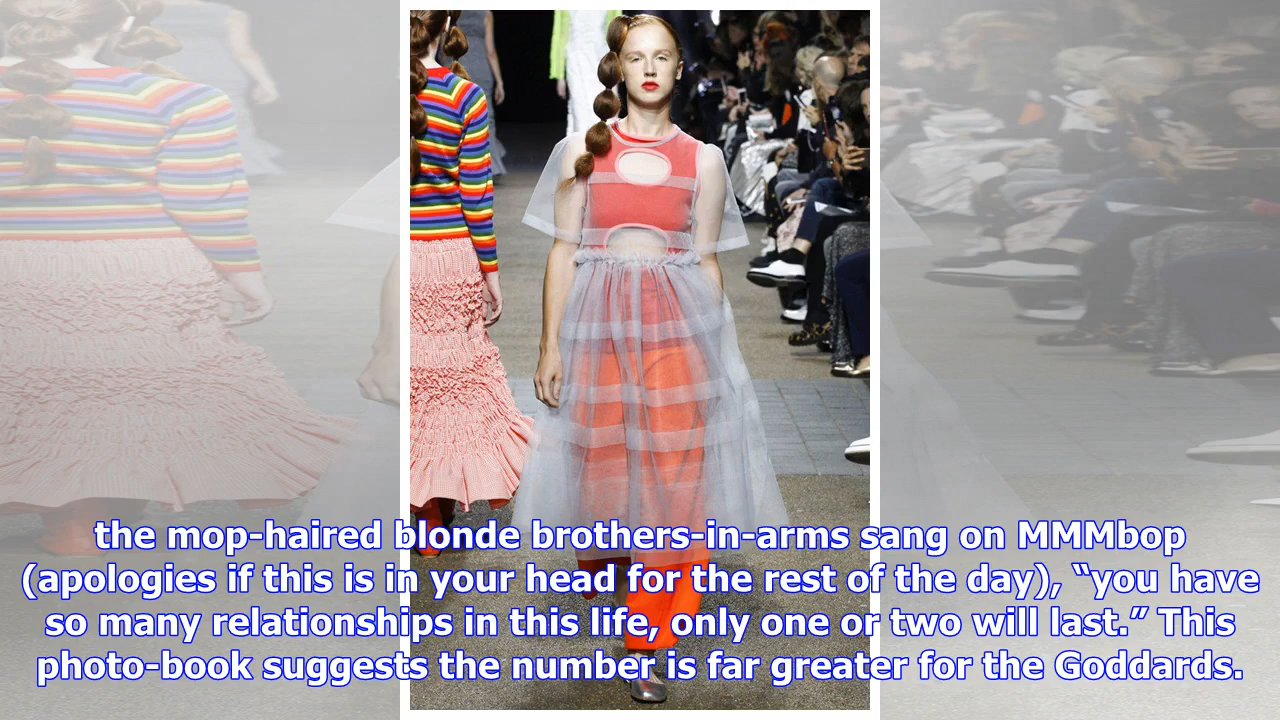 the mop-haired blonde brothers-in-arms sang on MMMbop
(apologies if this is in your head for the rest of the day), “you have
so many relationships in this life, only one or two will last.” This
photo-book suggests the number is far greater for the Goddards.